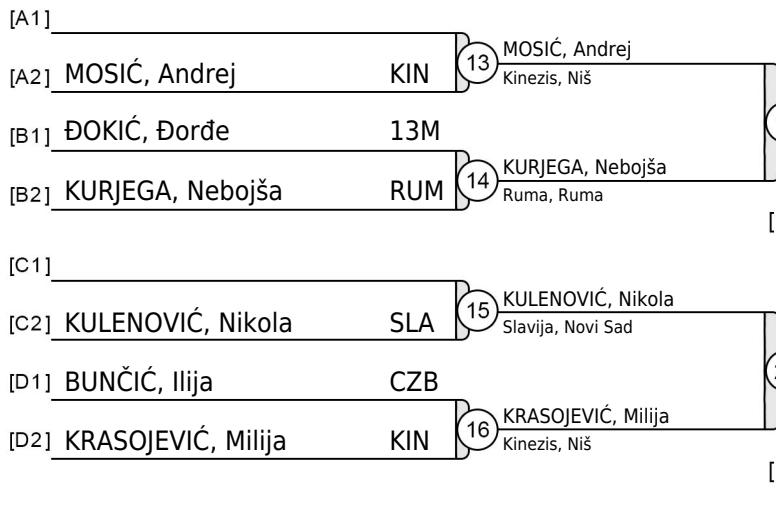 [A1]
[A2] MOSIĆ, Andrej KIN
13
MOSIĆ, Andrej
Kinezis, Niš
[B1] ĐOKIĆ, Đorđe 13M
[B2] KURJEGA, Nebojša RUM
14
KURJEGA, Nebojša
Ruma, Ruma
[
[C1]
[C2] KULENOVIĆ, Nikola SLA
15
KULENOVIĆ, Nikola
Slavija, Novi Sad
[D1] BUNČIĆ, Ilija CZB
[D2] KRASOJEVIĆ, Milija KIN
16
KRASOJEVIĆ, Milija
Kinezis, Niš
[